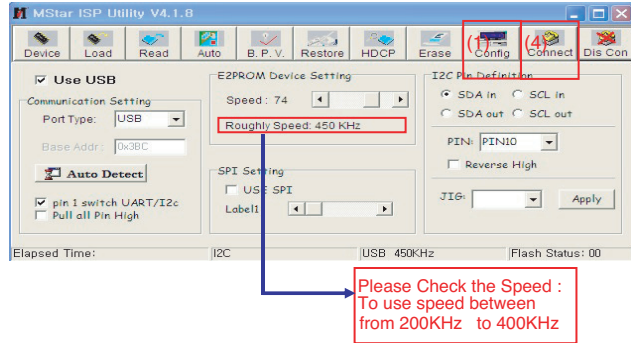 MStar ISP Utility V4.1.8
Device Load Read Auto B. P. V. Restore HDCP Erase Config Connect Dis Con
(1) (4)
Use USB
Communication Setting
Port Type: USB
Base Addr: 0x3BC
Auto Detect
pin 1 switch UART/I2c
Pull all Pin High
E2PROM Device Setting
Speed: 74
Roughly Speed: 450 KHz
SPI Setting
USE SPI
Label1
I2C Pin Definition
SDA in SCL in
SDA out SCL out
PIN: PIN10
Reverse High
JIG: Apply
Elapsed Time: I2C USB 450KHz Flash Status: 00
Please Check the Speed :
To use speed between
from 200KHz to 400KHz